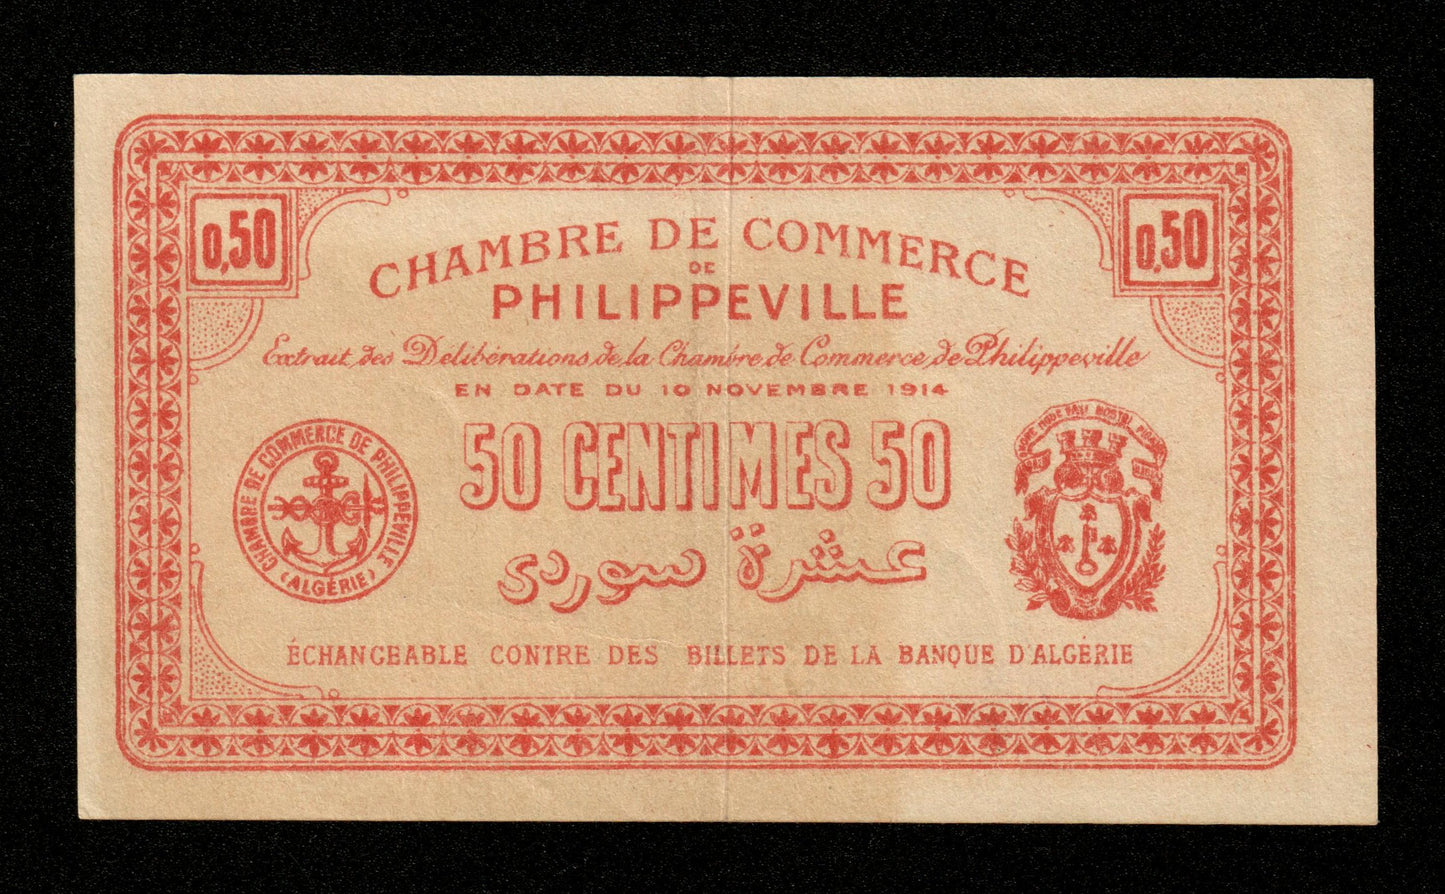 0,50
0,50
CHAMBRE DE COMMERCE
DE
PHILIPPEVILLE
Extrait des Délibérations de la Chambre de Commerce de Philippeville
EN DATE DU 10 NOVEMBRE 1914
50 CENTIMES 50
عشرة سوردي
CHAMBRE DE COMMERCE DE PHILIPPEVILLE
(ALGÉRIE)
ÉCHANGEABLE CONTRE DES BILLETS DE LA BANQUE D'ALGÉRIE